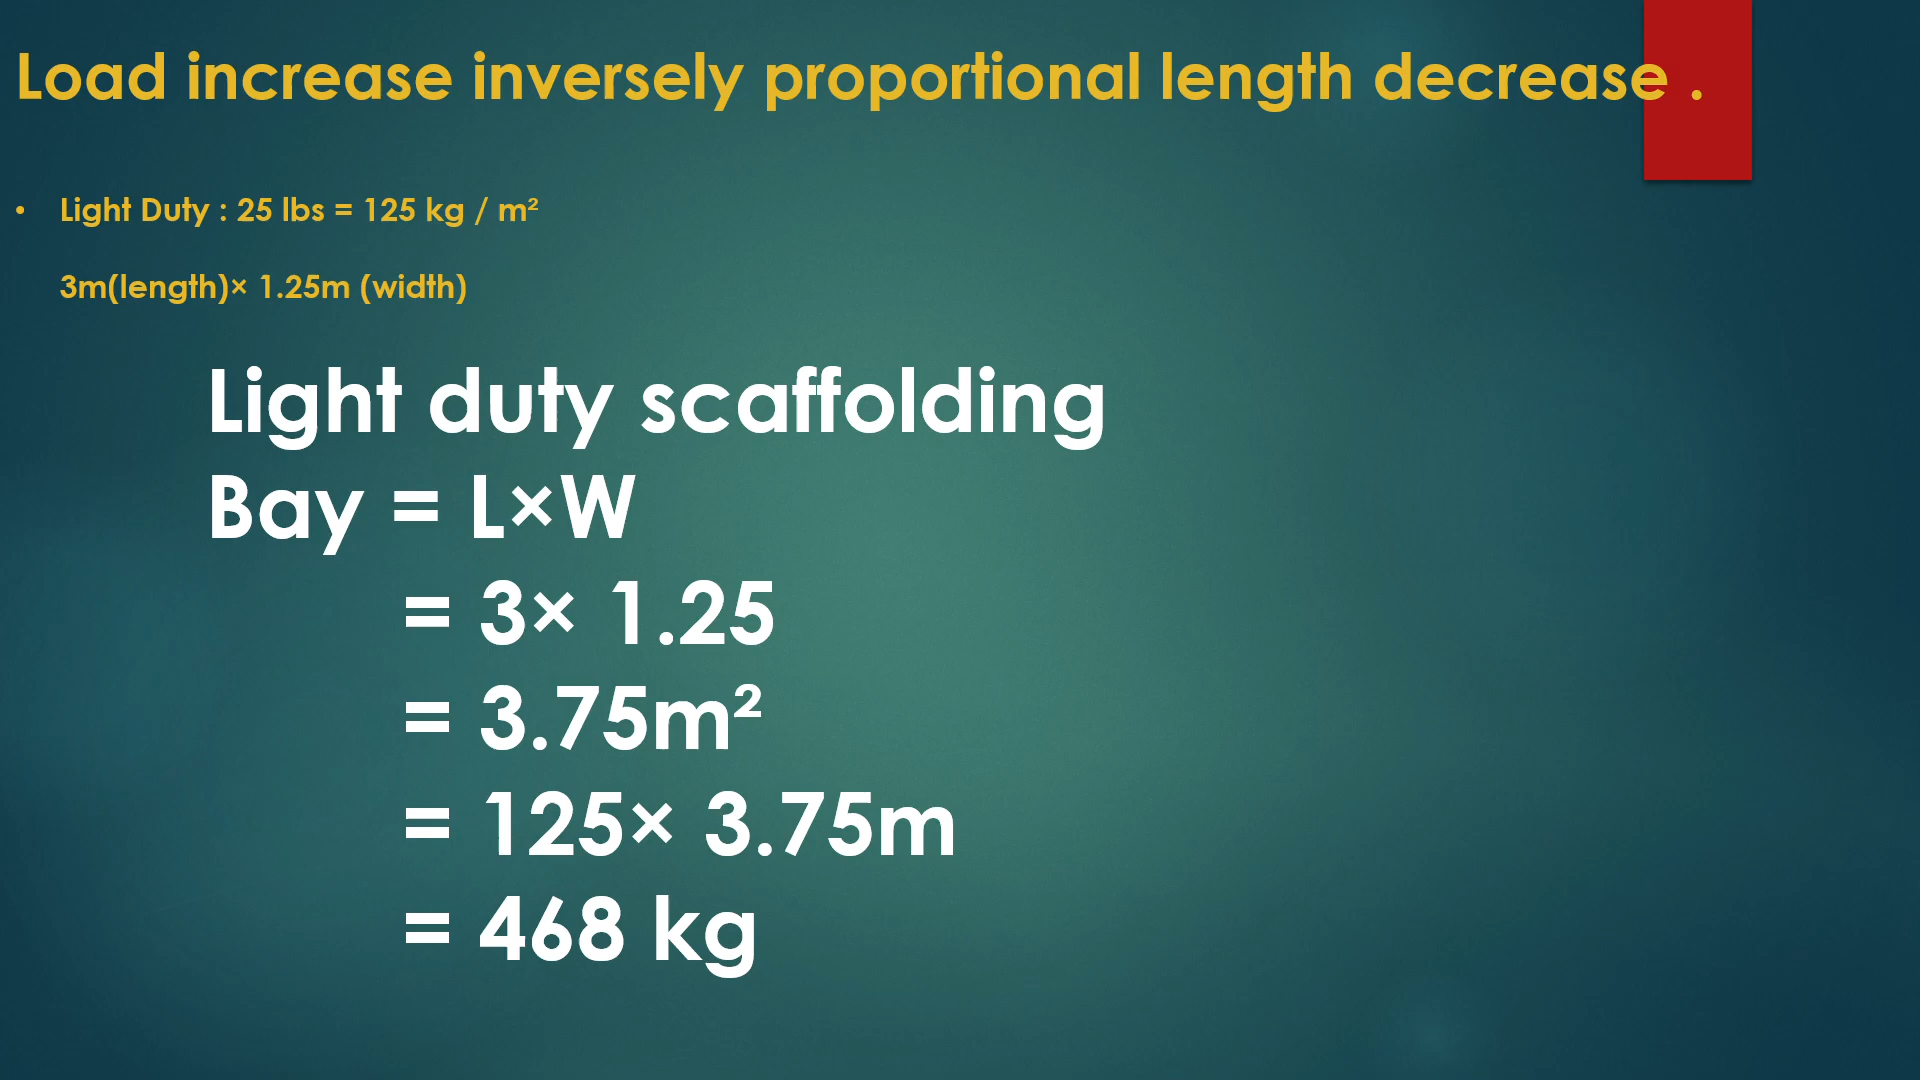 Load increase inversely proportional length decrease .
• Light Duty : 25 lbs = 125 kg / m²
3m(length)× 1.25m (width)
Light duty scaffolding
Bay = L×W
= 3× 1.25
= 3.75m²
= 125× 3.75m
= 468 kg